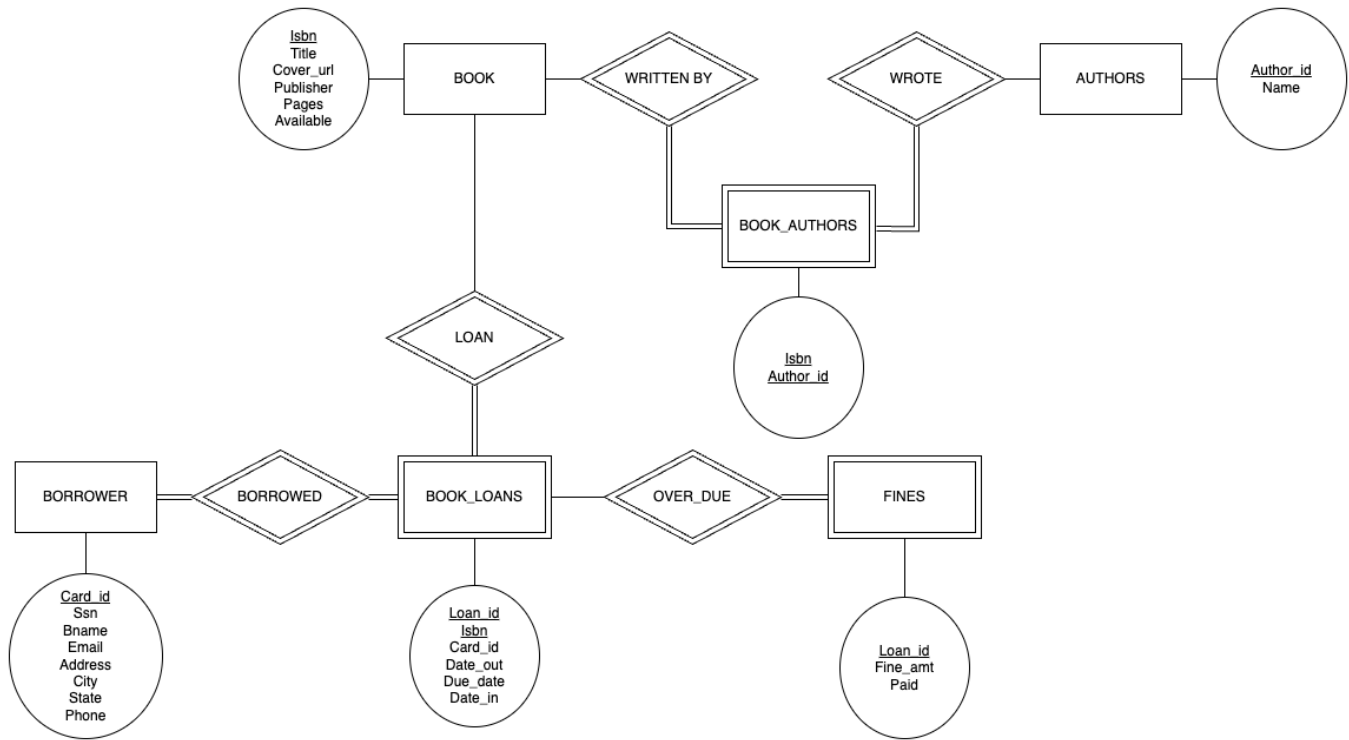 Isbn
Title
Cover_url
Publisher
Pages
Available
BOOK
WRITTEN BY
WROTE
AUTHORS
Author_id
Name
BOOK_AUTHORS
Isbn
Author_id
LOAN
BORROWER
BORROWED
BOOK_LOANS
OVER_DUE
FINES
Card_id
Ssn
Bname
Email
Address
City
State
Phone
Loan_id
Isbn
Card_id
Date_out
Due_date
Date_in
Loan_id
Fine_amt
Paid